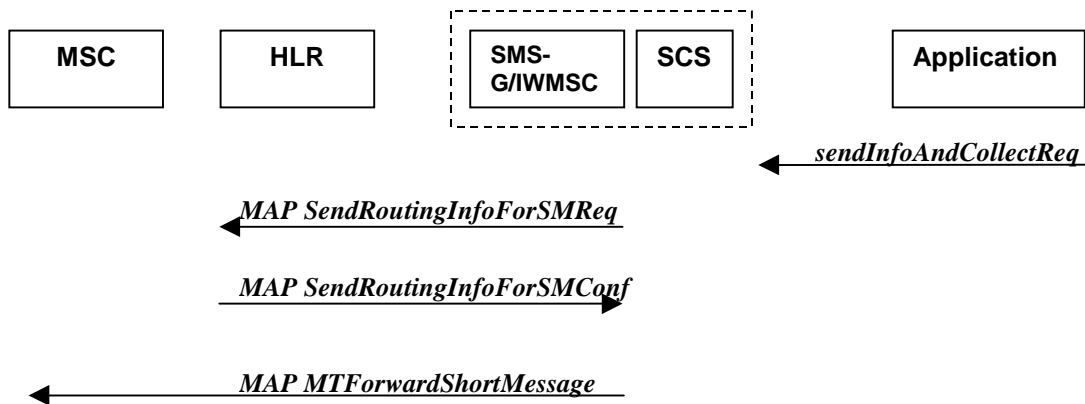 MSC
HLR
SMS-
G/IWMSC
SCS
Application
sendInfoAndCollectReq
MAP SendRoutingInfoForSMReq
MAP SendRoutingInfoForSMConf
MAP MTForwardShortMessage